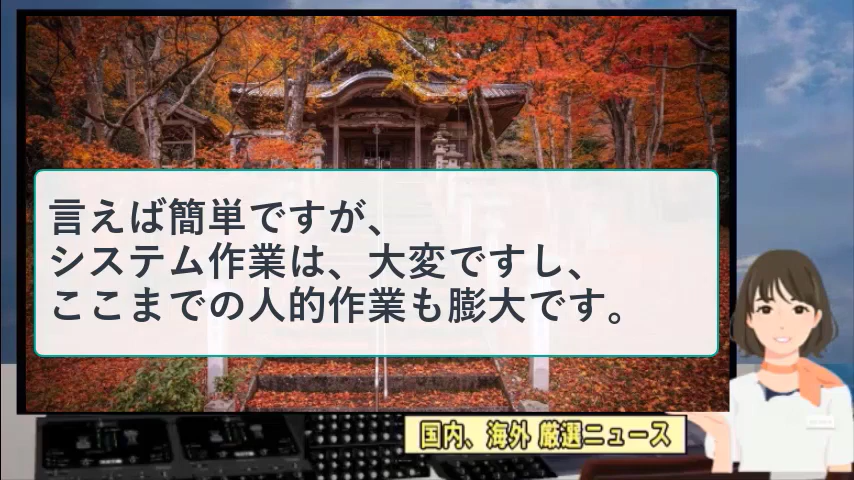 言えば簡単ですが、
システム作業は、大変ですし、
ここまでの人的作業も膨大です。
国内、海外 厳選ニュース